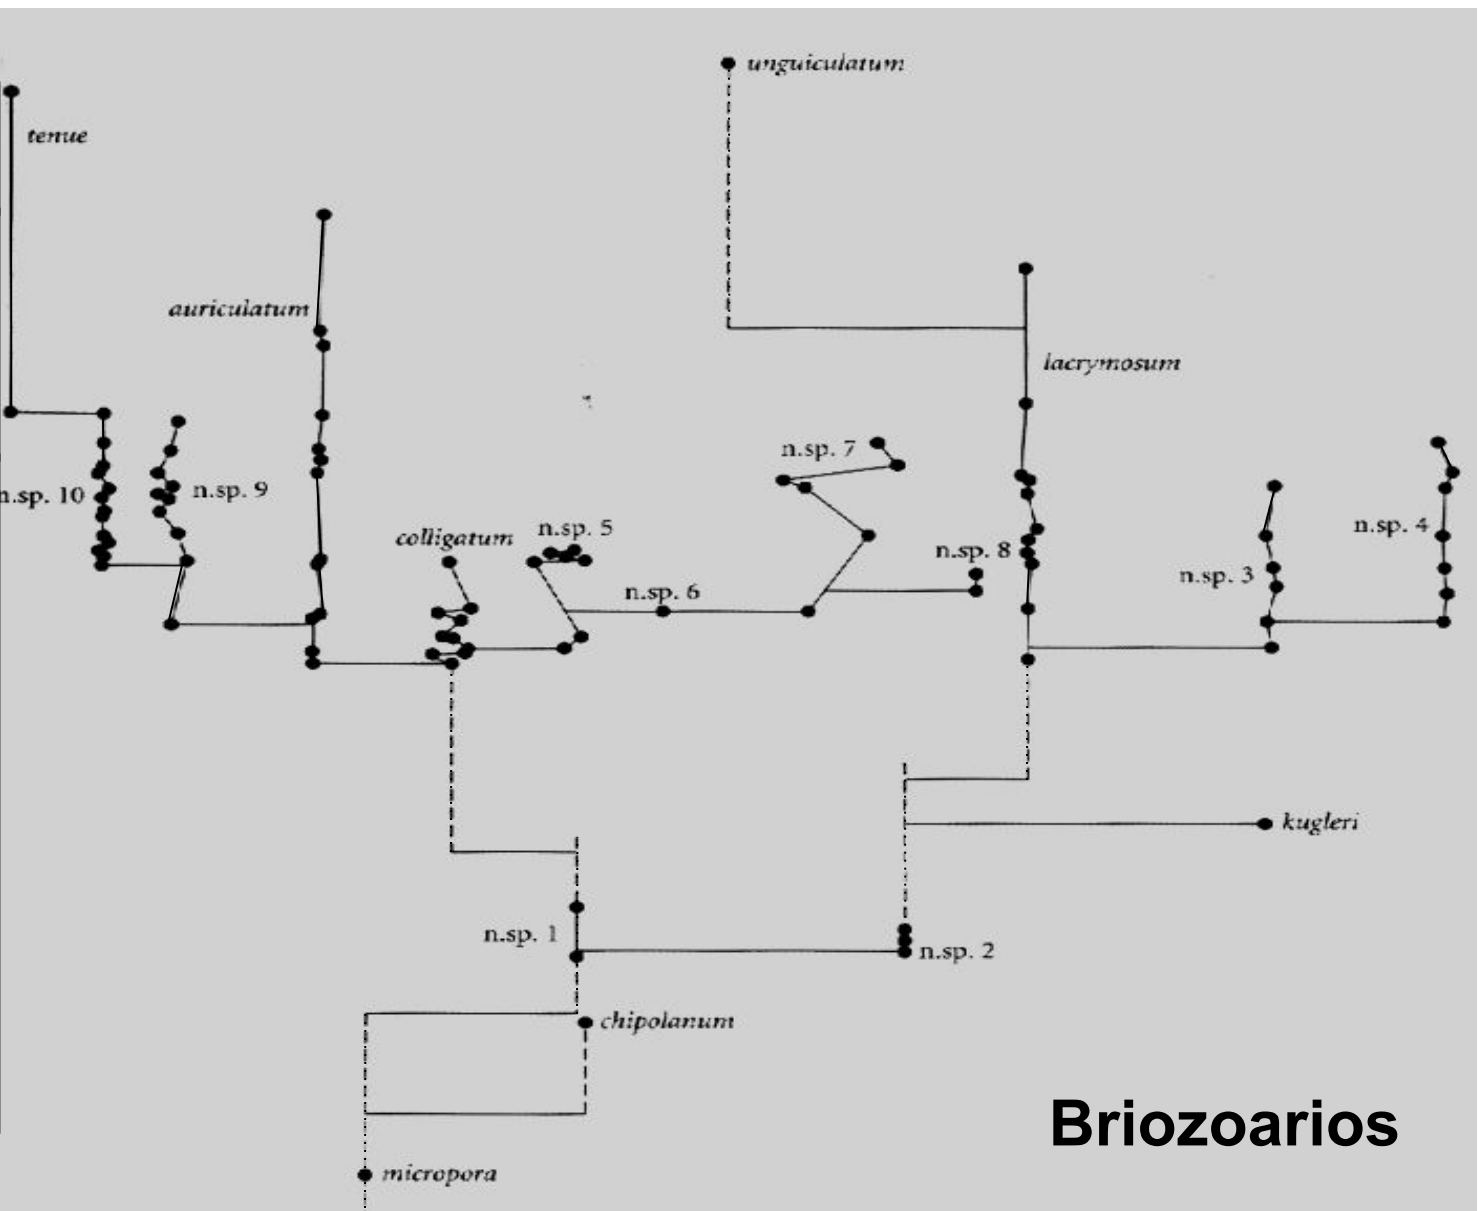 unguiculatum
tenue
auriculatum
lacrymosum
n.sp. 7
n.sp. 10
n.sp. 9
n.sp. 5
colligatum
n.sp. 4
n.sp. 8
n.sp. 3
n.sp. 6
kugleri
n.sp. 1
n.sp. 2
chipolanum
Briozoarios
micropora